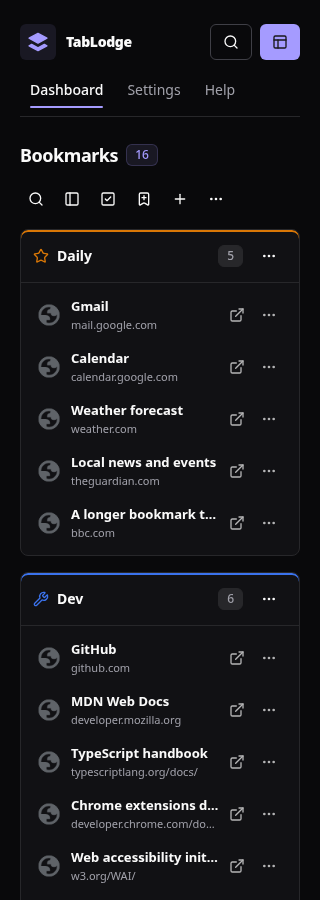 TabLodge
Dashboard Settings Help
Bookmarks 16
Daily 5
Gmail
mail.google.com
Calendar
calendar.google.com
Weather forecast
weather.com
Local news and events
theguardian.com
A longer bookmark t...
bbc.com
Dev 6
GitHub
github.com
MDN Web Docs
developer.mozilla.org
TypeScript handbook
typescriptlang.org/docs/
Chrome extensions d...
developer.chrome.com/do...
Web accessibility init...
w3.org/WAI/